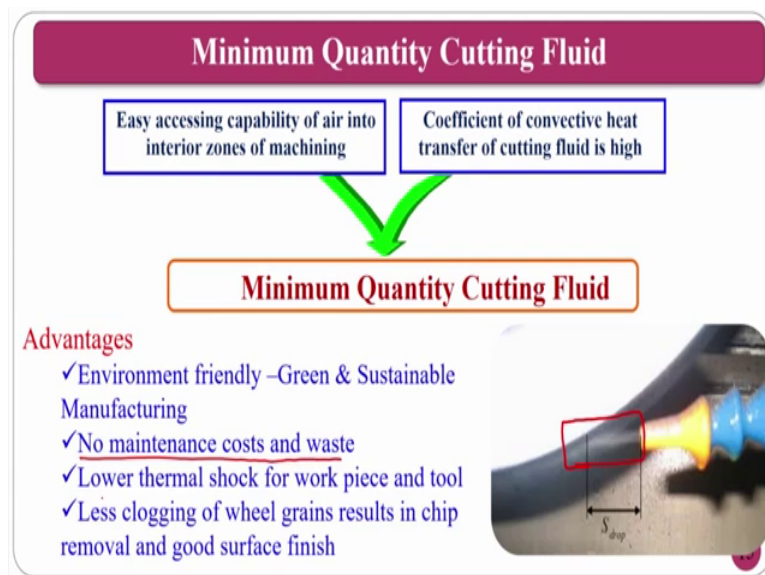 Minimum Quantity Cutting Fluid
Easy accessing capability of air into
interior zones of machining
Coefficient of convective heat
transfer of cutting fluid is high
Minimum Quantity Cutting Fluid
Advantages
✓Environment friendly –Green & Sustainable
Manufacturing
✓No maintenance costs and waste
✓Lower thermal shock for work piece and tool
✓Less clogging of wheel grains results in chip
removal and good surface finish
S drop